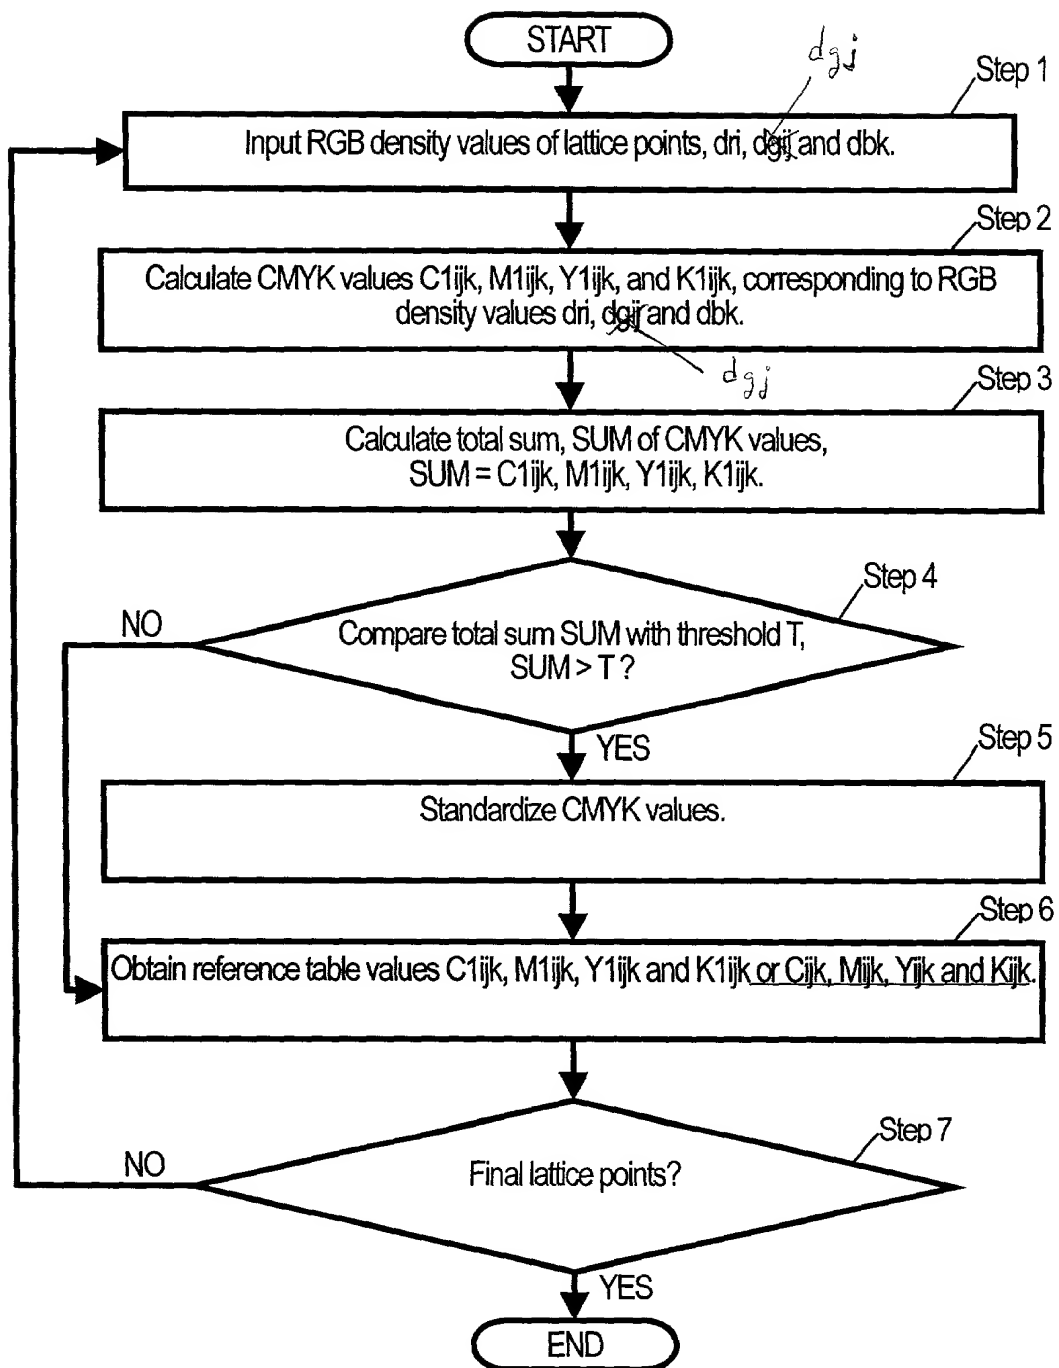 START
dgj
Step 1
Input RGB density values of lattice points, dri, dgij and dbk.
Step 2
Calculate CMYK values C1ijk, M1ijk, Y1ijk, and K1ijk, corresponding to RGB
density values dri, dgij and dbk.
dgj
Step 3
Calculate total sum, SUM of CMYK values,
SUM = C1ijk, M1ijk, Y1ijk, K1ijk.
Step 4
NO
Compare total sum SUM with threshold T,
SUM > T ?
YES
Step 5
Standardize CMYK values.
Step 6
Obtain reference table values C1ijk, M1ijk, Y1ijk and K1ijk or Cijk, Mijk, Yijk and Kijk.
Step 7
NO
Final lattice points?
YES
END